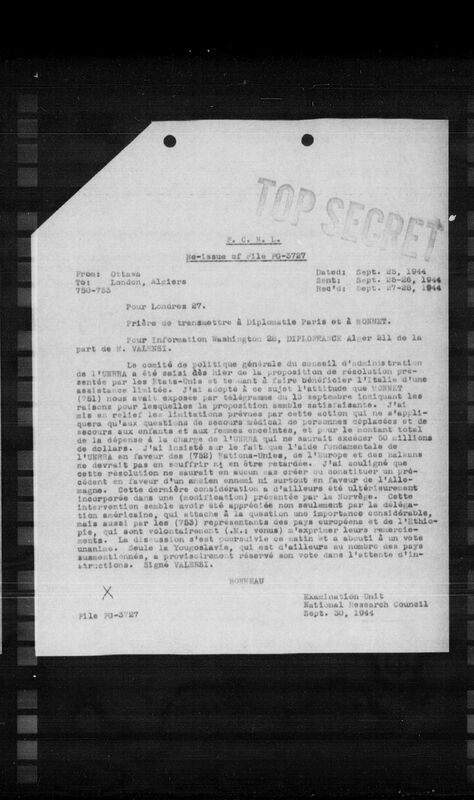 TOP SECRET
F. C. N. L.
Re-issue of File FG-3727
From: Ottawa
To: London, Algiers
750-753
Dated: Sept. 25, 1944
Sent: Sept. 25-26, 1944
Rec'd: Sept. 27-28, 1944
Pour Londres 27.
Prière de transmettre à Diplomatie Paris et à MONNET.
Pour Information Washington 28, DIPLOFRANCE Alger 211 de la
part de M. VALENSI.
Le comité de politique générale du conseil d'administration
de l'UNRRA a été saisi dès hier de la proposition de résolution pré-
sentée par les Etats-Unis et tendant à faire bénéficier l'Italie d'une
assistance limitée. J'ai adopté à ce sujet l'attitude que MONNET
(751) nous avait exposée par télégramme du 13 septembre indiquant les
raisons pour lesquelles la proposition semble satisfaisante. J'ai
mis en relief les limitations prévues par cette action qui ne s'appli-
quera qu'aux questions de secours médical de personnes déplacées et de
secours aux enfants et aux femmes enceintes, et pour le montant total
de la dépense à la charge de l'UNRRA qui ne saurait excéder 50 millions
de dollars. J'ai insisté sur le fait que l'aide fondamentale de
l'UNRRA en faveur des (752) Nations-Unies, de l'Europe et des Balkans
ne devrait pas en souffrir ni en être retardée. J'ai souligné que
cette résolution ne saurait en aucun cas créer ou constituer un pré-
cédent en faveur d'un ancien ennemi ni surtout en faveur de l'Alle-
magne. Cette dernière considération a d'ailleurs été ultérieurement
incorporée dans une (modification) présentée par la Norvège. Cette
intervention semble avoir été appréciée non seulement par la déléga-
tion américaine, qui attache à la question une importance considérable,
mais aussi par les (753) représentants des pays européens et de l'Ethio-
pie, qui sont volontairement (.N.: venus) m'exprimer leurs remercie-
ments. La discussion s'est poursuivie ce matin et a abouti à un vote
unanime. Seule la Yougoslavie, qui est d'ailleurs au nombre des pays
susmentionnés, a provisoirement réservé son vote dans l'attente d'in-
structions. Signé VALENSI.
BONNEAU
X
File FG-3727
Examination Unit
National Research Council
Sept. 30, 1944